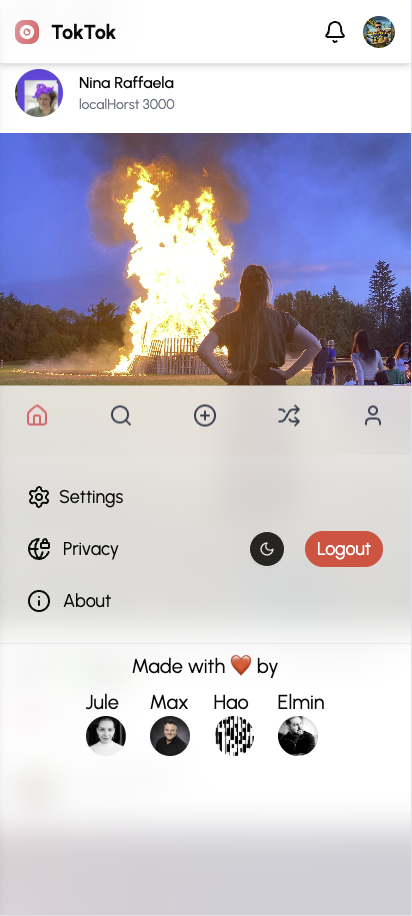 TokTok
Nina Raffaela
localHorst 3000
Settings
Privacy
Logout
About
Made with ❤️ by
Jule Max Hao Elmin